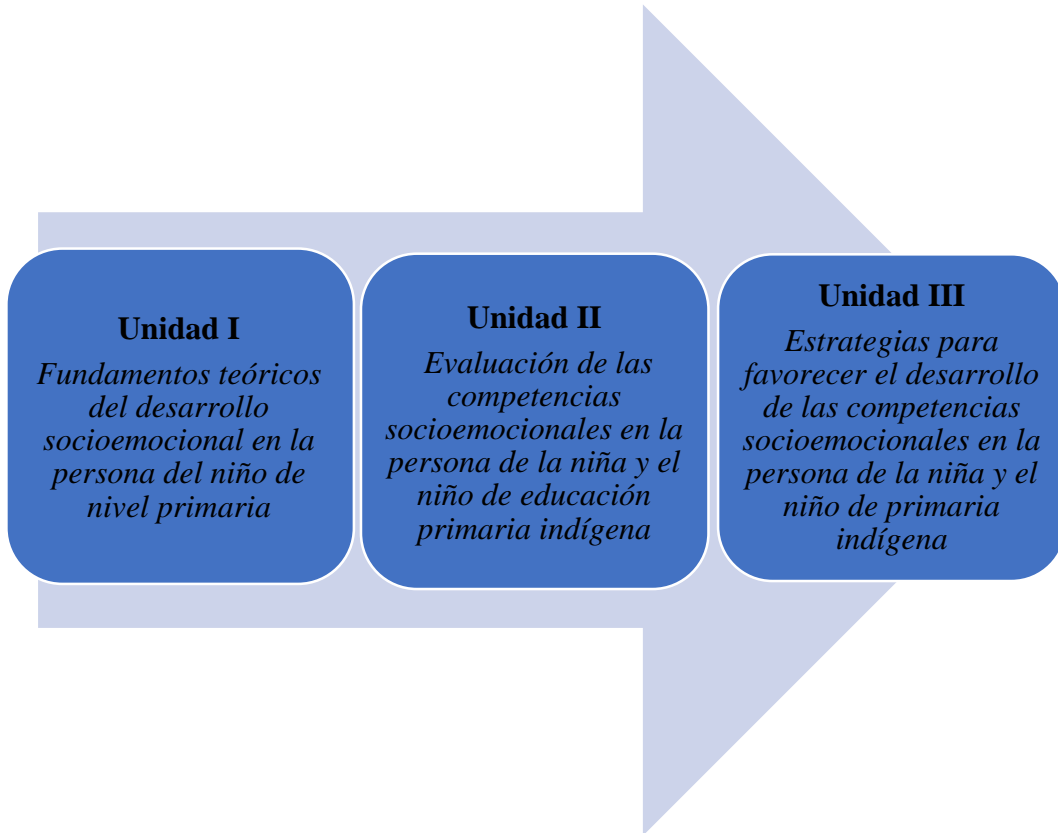 Unidad I
Fundamentos teóricos
del desarrollo
socioemocional en la
persona del niño de
nivel primaria
Unidad II
Evaluación de las
competencias
socioemocionales en la
persona de la niña y el
niño de educación
primaria indígena
Unidad III
Estrategias para
favorecer el desarrollo
de las competencias
socioemocionales en la
persona de la niña y el
niño de primaria
indígena